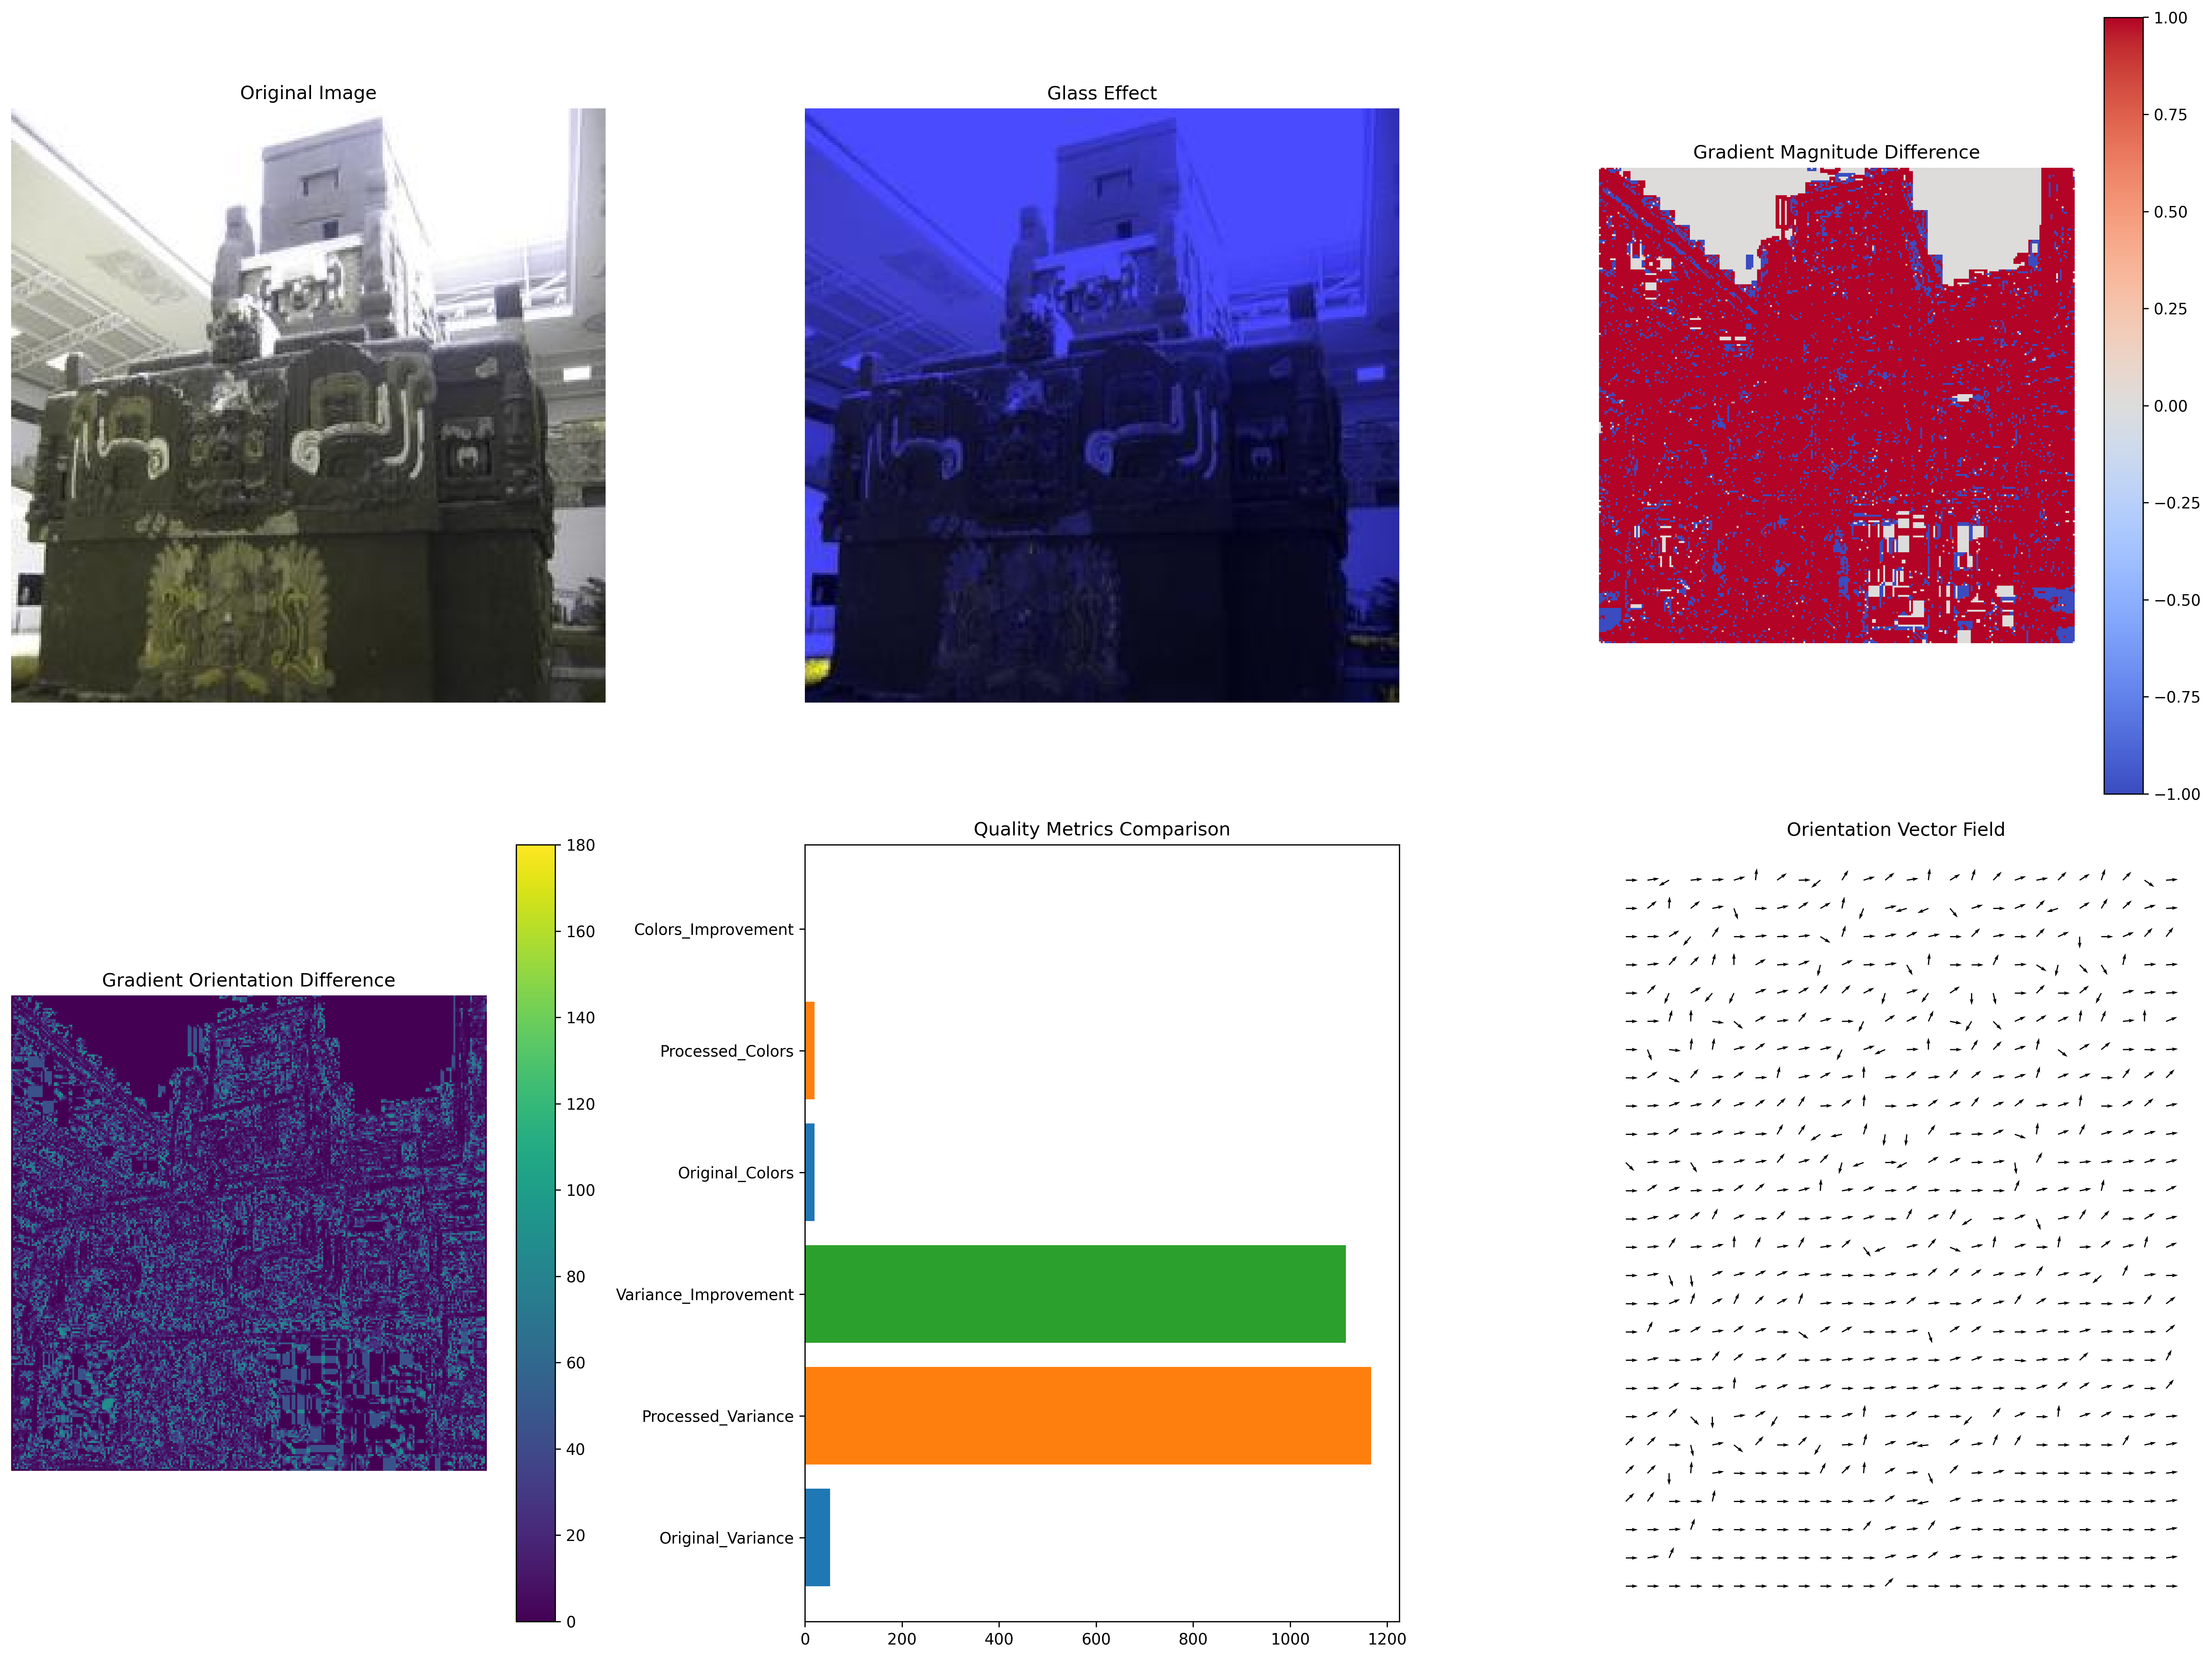 Original Image
Glass Effect
Gradient Magnitude Difference
1.00
0.75
0.50
0.25
0.00
−0.25
−0.50
−0.75
−1.00
Gradient Orientation Difference
180
160
140
120
100
80
60
40
20
0
Quality Metrics Comparison
Colors_Improvement
Processed_Colors
Original_Colors
Variance_Improvement
Processed_Variance
Original_Variance
0 200 400 600 800 1000 1200
Orientation Vector Field